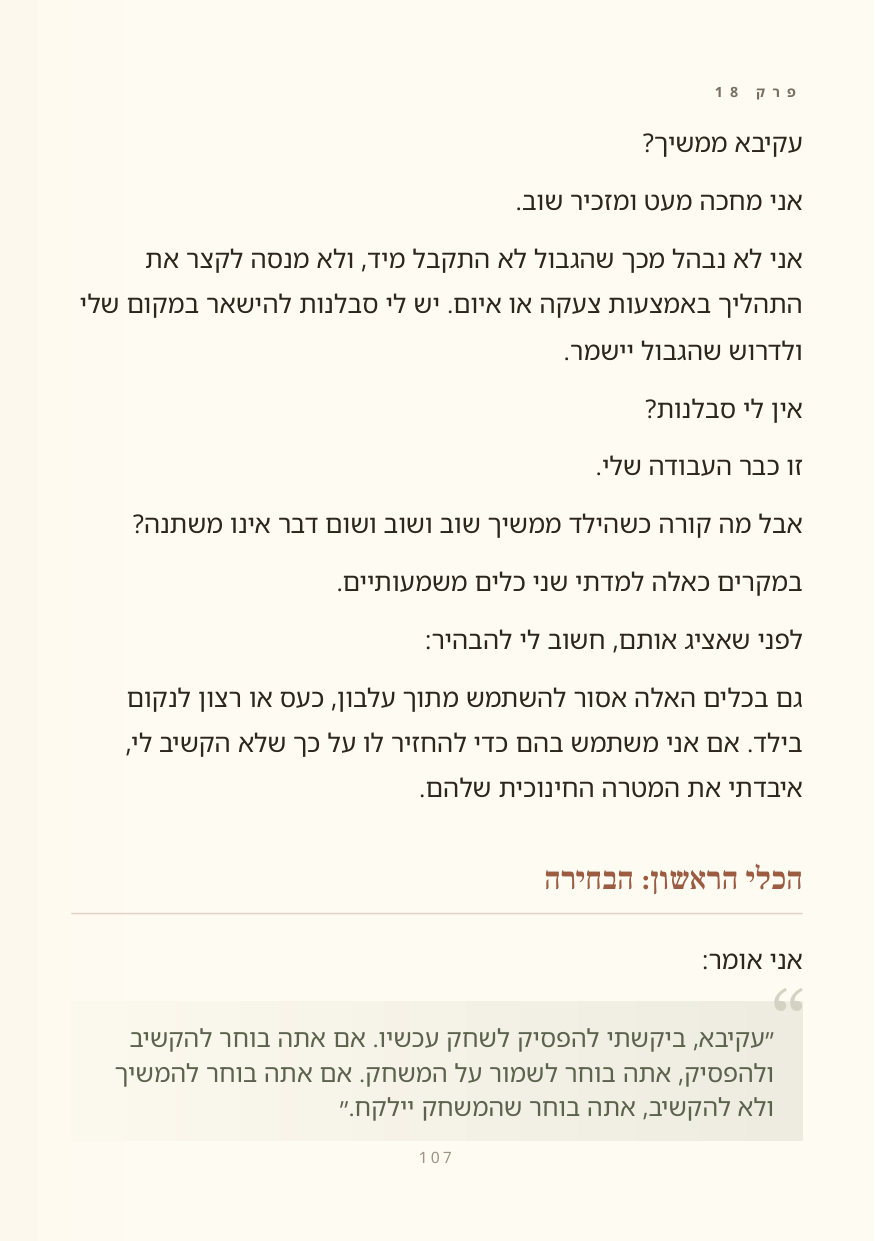 פרק 18
עקיבא ממשיך?
אני מחכה מעט ומזכיר שוב.
אני לא נבהל מכך שהגבול לא התקבל מיד, ולא מנסה לקצר את
התהליך באמצעות צעקה או איום. יש לי סבלנות להישאר במקום שלי
ולדרוש שהגבול יישמר.
אין לי סבלנות?
זו כבר העבודה שלי.
אבל מה קורה כשהילד ממשיך שוב ושוב ושום דבר אינו משתנה?
במקרים כאלה למדתי שני כלים משמעותיים.
לפני שאציג אותם, חשוב לי להבהיר:
גם בכלים האלה אסור להשתמש מתוך עלבון, כעס או רצון לנקום
בילד. אם אני משתמש בהם כדי להחזיר לו על כך שלא הקשיב לי,
איבדתי את המטרה החינוכית שלהם.
הכלי הראשון: הבחירה
אני אומר:
“
״עקיבא, ביקשתי להפסיק לשחק עכשיו. אם אתה בוחר להקשיב
ולהפסיק, אתה בוחר לשמור על המשחק. אם אתה בוחר להמשיך
ולא להקשיב, אתה בוחר שהמשחק יילקח.״
107